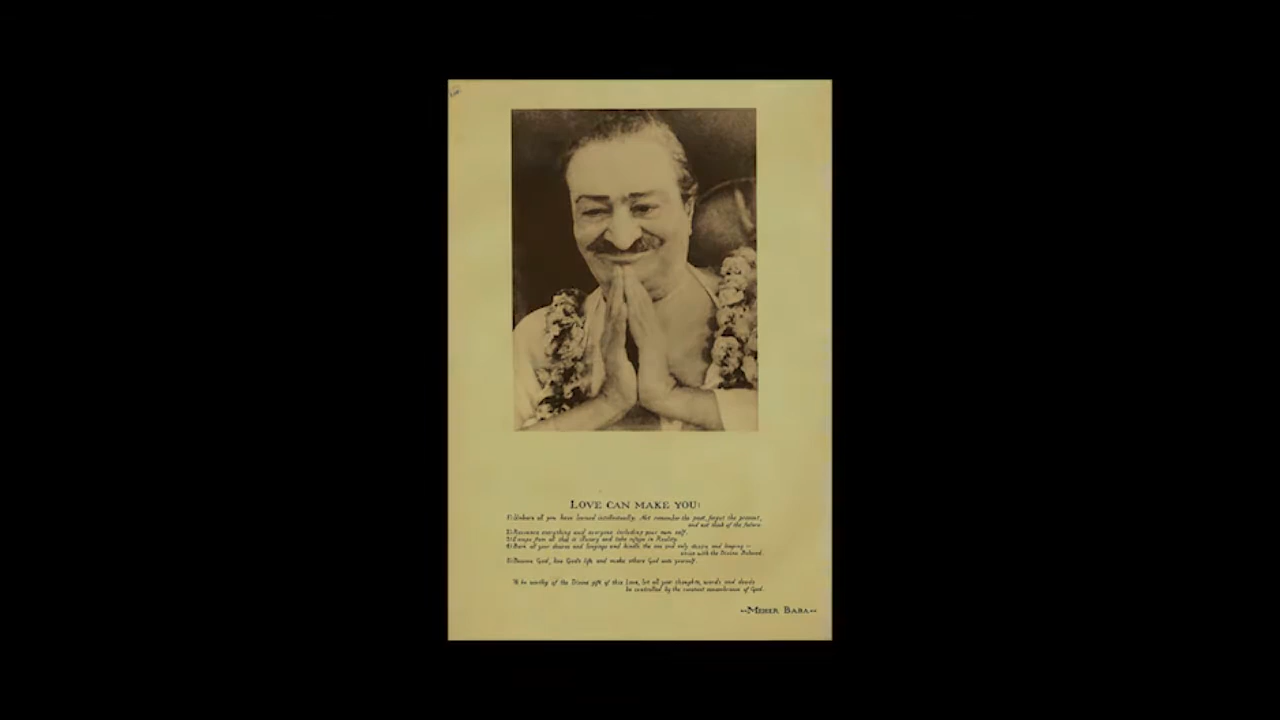 LOVE CAN MAKE YOU:
1) Unlearn all you have learned intellectually. Not remember the past, forget the present,
and not think of the future.
2) Renounce everything and everyone including your own self.
3) Escape from all that is illusory and take refuge in Reality.
4) Burn all your desires and longings and kindle the one and only desire and longing —
union with the Divine Beloved.
5) Become God, live God's life and make others God as yourself.
To be worthy of the Divine gift of this Love, let all your thoughts, words and deeds
be controlled by the constant remembrance of God.
~MEHER BABA~